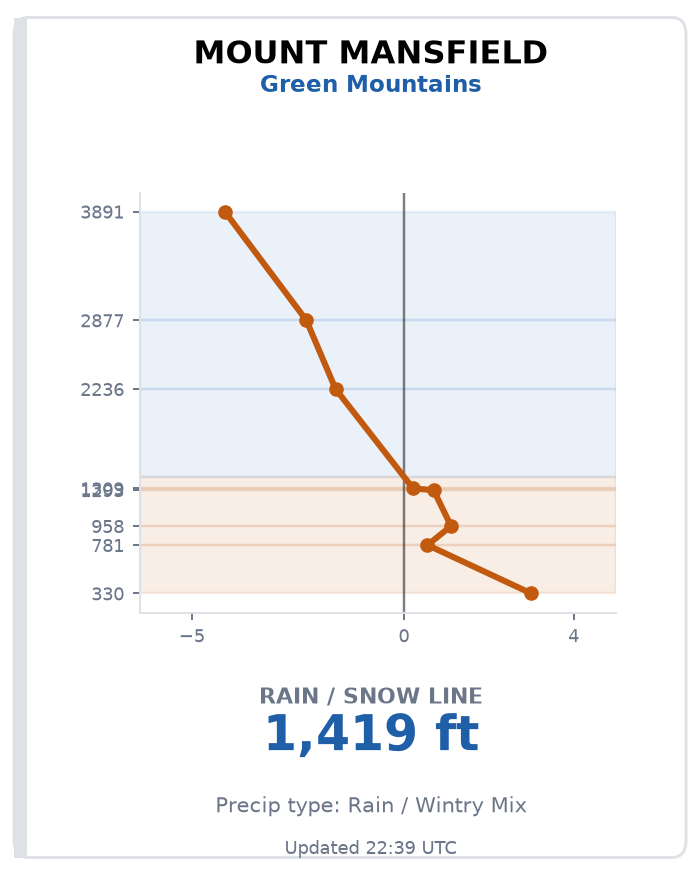 MOUNT MANSFIELD
Green Mountains
3891
2877
2236
958
781
330
−5 0 4
RAIN / SNOW LINE
1,419 ft
Precip type: Rain / Wintry Mix
Updated 22:39 UTC